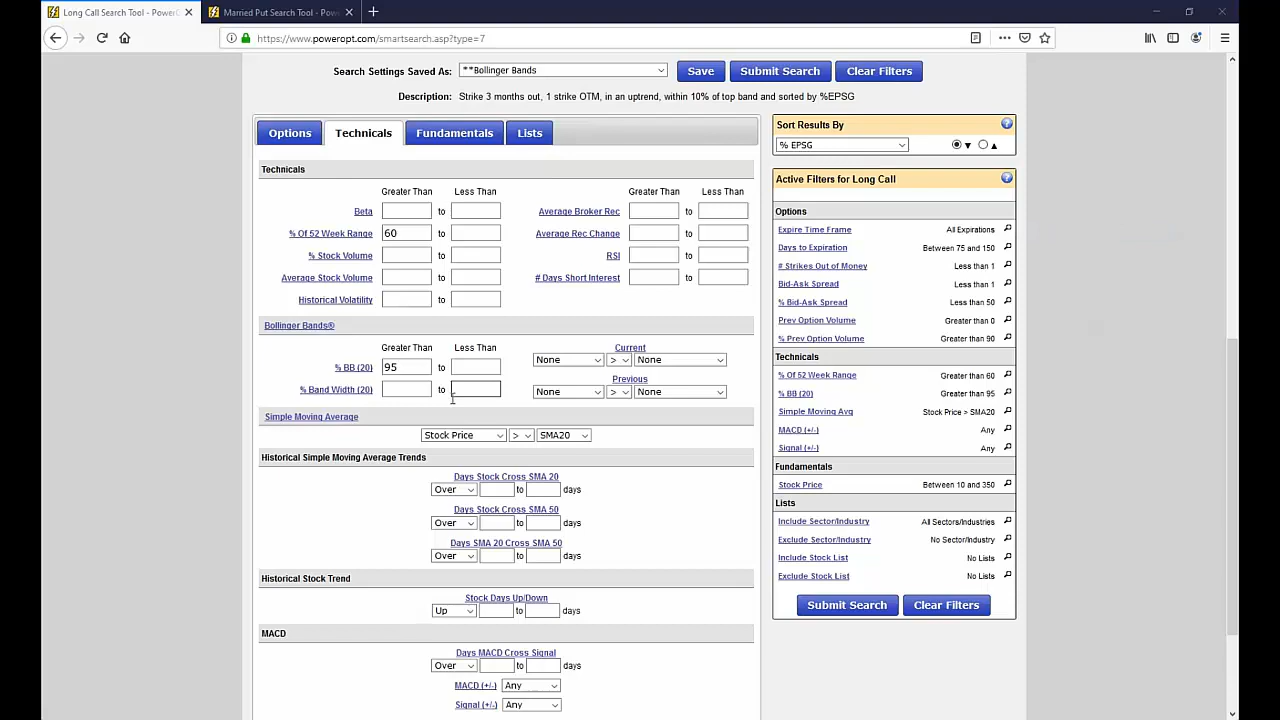 Long Call Search Tool - PowerO
Married Put Search Tool - Pow
https://www.poweropt.com/smartsearch.asp?type=7
Search Settings Saved As: **Bollinger Bands Save Submit Search Clear Filters
Description: Strike 3 months out, 1 strike OTM, in an uptrend, within 10% of top band and sorted by %EPSG
Options Technicals Fundamentals Lists
Technicals
Greater Than Less Than Greater Than Less Than
Beta to Average Broker Rec to
% Of 52 Week Range 60 to Average Rec Change to
% Stock Volume to RSI to
Average Stock Volume to # Days Short Interest to
Historical Volatility to
Bollinger Bands®
Greater Than Less Than Current
% BB (20) 95 to None > None
Previous
% Band Width (20) to None > None
Simple Moving Average
Stock Price > SMA20
Historical Simple Moving Average Trends
Days Stock Cross SMA 20
Over to days
Days Stock Cross SMA 50
Over to days
Days SMA 20 Cross SMA 50
Over to days
Historical Stock Trend
Stock Days Up/Down
Up to days
MACD
Days MACD Cross Signal
Over to days
MACD (+/-) Any
Signal (+/-) Any
Sort Results By ?
% EPSG
Active Filters for Long Call ?
Options
Expire Time Frame All Expirations
Days to Expiration Between 75 and 150
# Strikes Out of Money Less than 1
Bid-Ask Spread Less than 1
% Bid-Ask Spread Less than 50
Prev Option Volume Greater than 0
% Prev Option Volume Greater than 90
Technicals
% Of 52 Week Range Greater than 60
% BB (20) Greater than 95
Simple Moving Avg Stock Price > SMA20
MACD (+/-) Any
Signal (+/-) Any
Fundamentals
Stock Price Between 10 and 350
Lists
Include Sector/Industry All Sectors/Industries
Exclude Sector/Industry No Sector/Industry
Include Stock List No Lists
Exclude Stock List No Lists
Submit Search Clear Filters